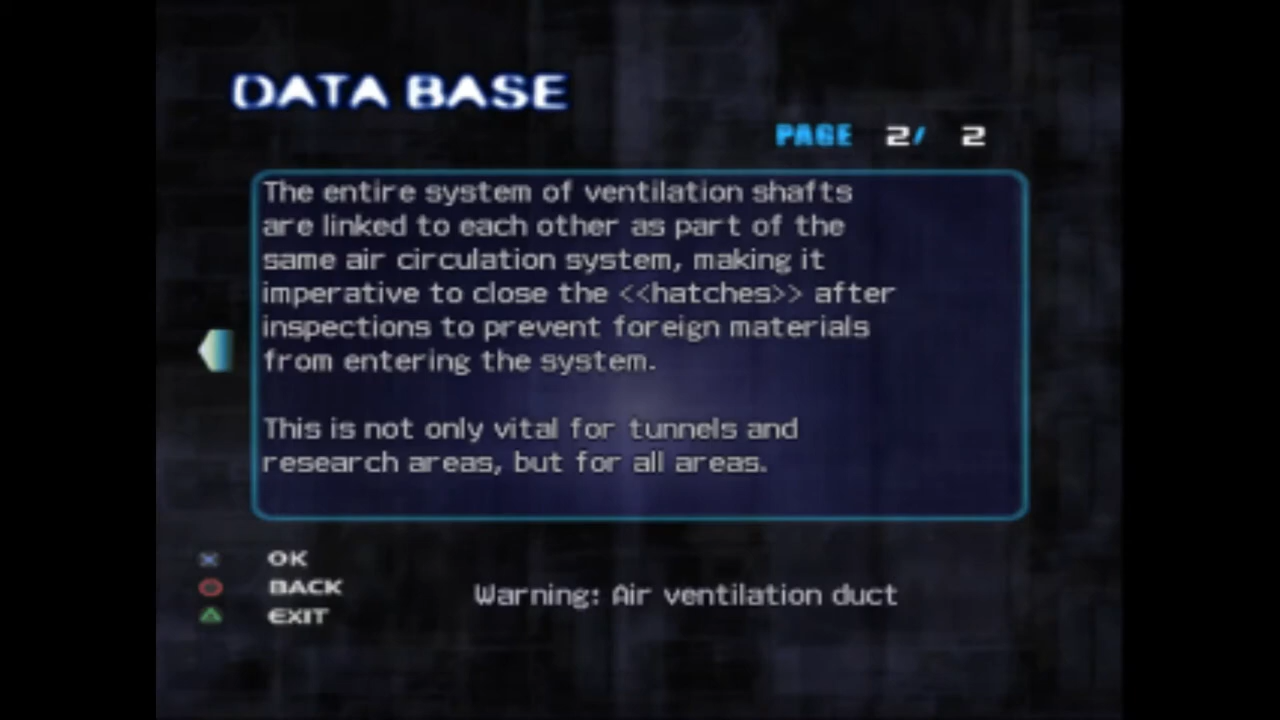 DATA BASE
PAGE 2/ 2
The entire system of ventilation shafts
are linked to each other as part of the
same air circulation system, making it
imperative to close the <<hatches>> after
inspections to prevent foreign materials
from entering the system.
This is not only vital for tunnels and
research areas, but for all areas.
OK
BACK
EXIT
Warning: Air ventilation duct